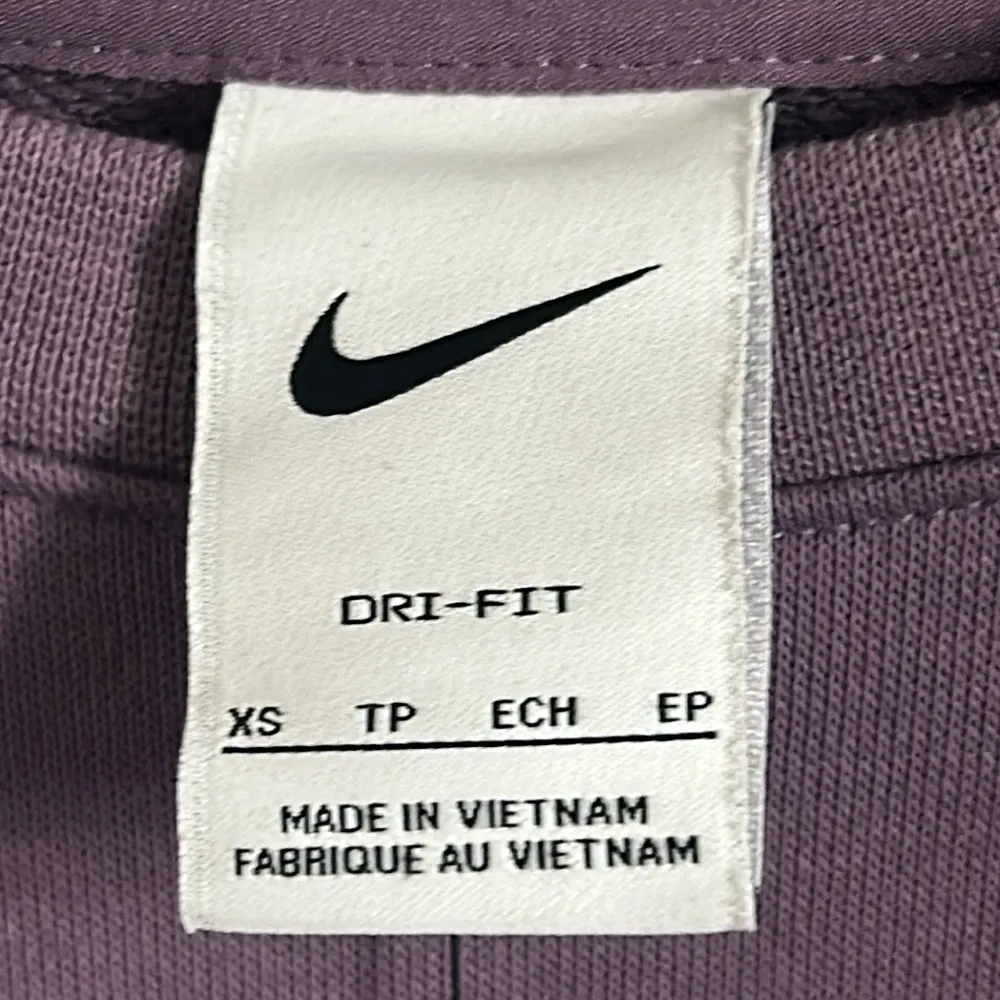 DRI-FIT
XS TP ECH EP
MADE IN VIETNAM
FABRIQUE AU VIETNAM